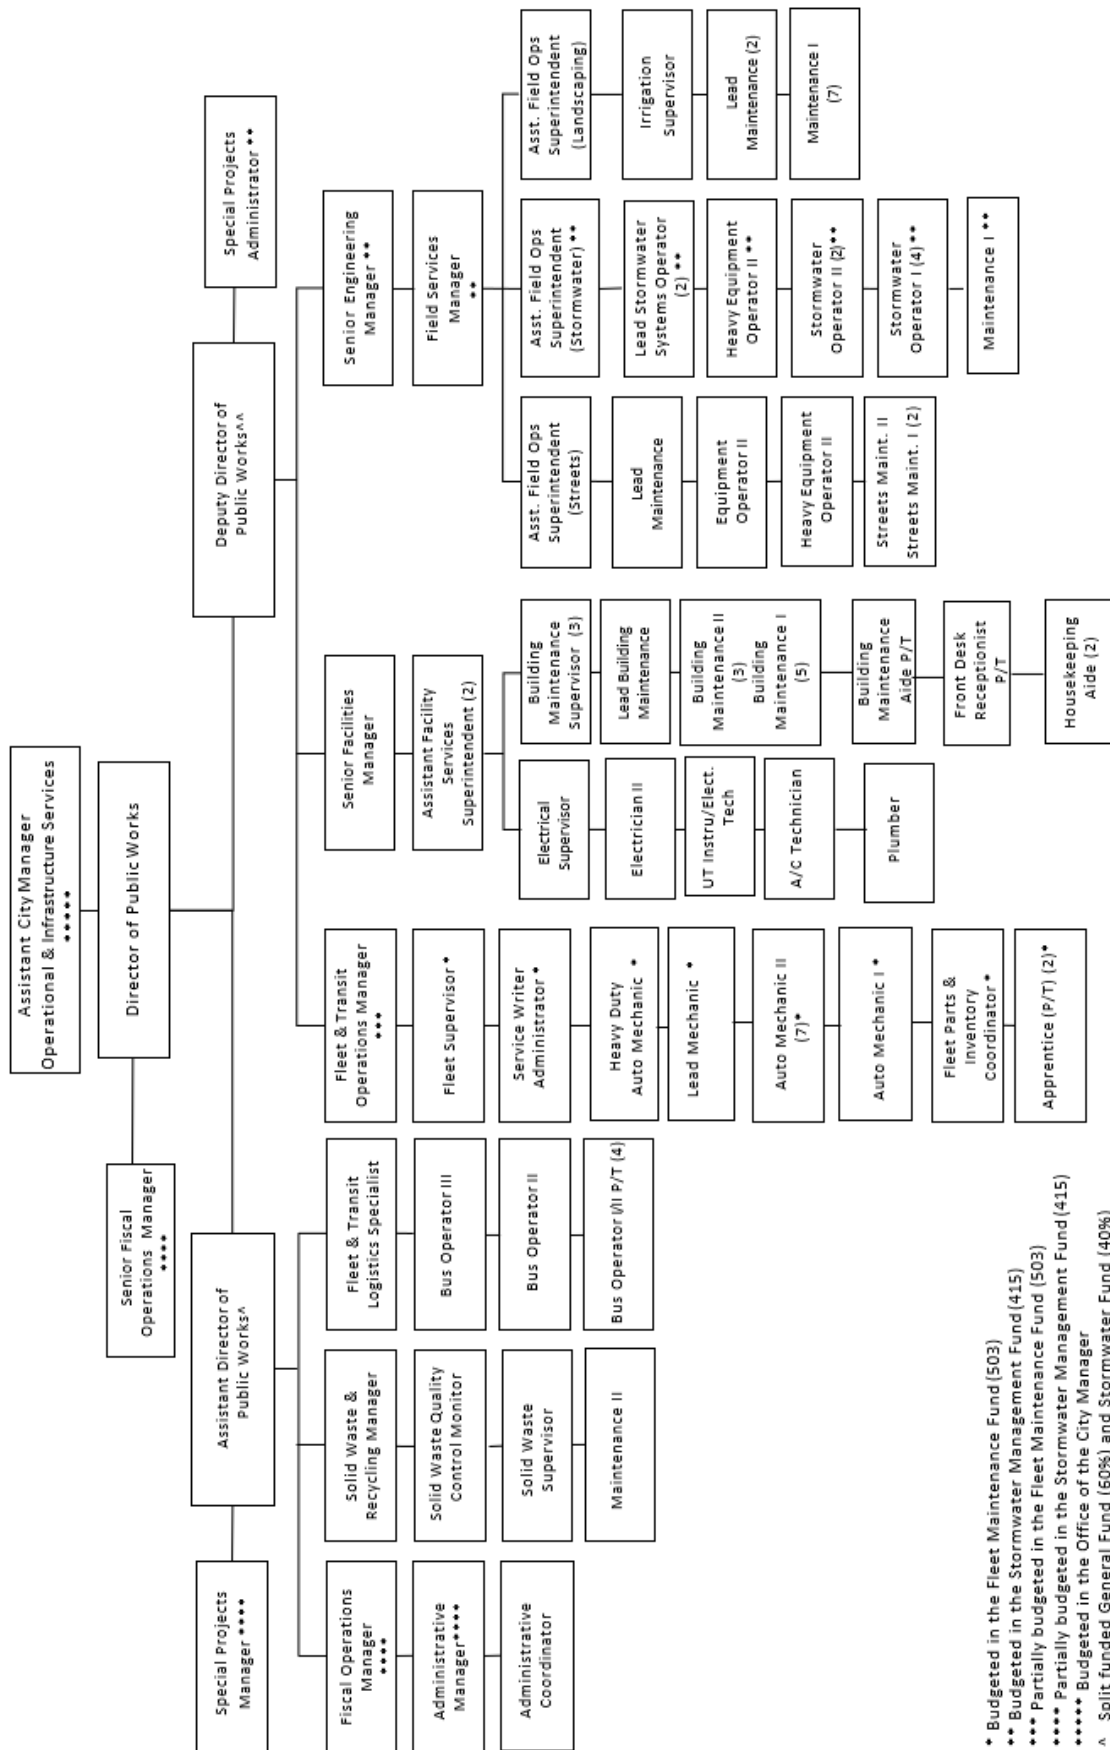 Assistant City Manager
Operational & Infrastructure Services
*****
Director of Public Works
Senior Fiscal
Operations Manager
****
Special Projects
Manager ****
Assistant Director of
Public Works^
Deputy Director of
Public Works^^
Special Projects
Administrator **
Fiscal Operations
Manager
****
Administrative
Manager****
Administrative
Coordinator
Solid Waste &
Recycling Manager
Solid Waste Quality
Control Monitor
Solid Waste
Supervisor
Maintenance II
Fleet & Transit
Logistics Specialist
Bus Operator III
Bus Operator II
Bus Operator I/II P/T (4)
Fleet & Transit
Operations Manager
***
Fleet Supervisor *
Service Writer
Administrator *
Heavy Duty
Auto Mechanic *
Lead Mechanic *
Auto Mechanic II
(7)*
Auto Mechanic I *
Fleet Parts &
Inventory
Coordinator *
Apprentice (P/T) (2)*
Senior Facilities
Manager
Assistant Facility
Services
Superintendent (2)
Electrical
Supervisor
Electrician II
UT Instru/Elect.
Tech
A/C Technician
Plumber
Building
Maintenance
Supervisor (3)
Lead Building
Maintenance
Building
Maintenance II
(3)
Building
Maintenance I
(5)
Building
Maintenance
Aide P/T
Front Desk
Receptionist
P/T
Housekeeping
Aide (2)
Senior Engineering
Manager **
Field Services
Manager
**
Asst. Field Ops
Superintendent
(Streets)
Lead
Maintenance
Equipment
Operator II
Heavy Equipment
Operator II
Streets Maint. II
Streets Maint. I (2)
Asst. Field Ops
Superintendent
(Stormwater) **
Lead Stormwater
Systems Operator
(2) **
Heavy Equipment
Operator II **
Stormwater
Operator II (2)**
Stormwater
Operator I (4)**
Maintenance I **
Asst. Field Ops
Superintendent
(Landscaping)
Irrigation
Supervisor
Lead
Maintenance (2)
Maintenance I
(7)
* Budgeted in the Fleet Maintenance Fund (503)
** Budgeted in the Stormwater Management Fund (415)
*** Partially budgeted in the Fleet Maintenance Fund (503)
**** Partially budgeted in the Stormwater Management Fund (415)
***** Budgeted in the Office of the City Manager
^ Split funded General Fund (60%) and Stormwater Fund (40%)